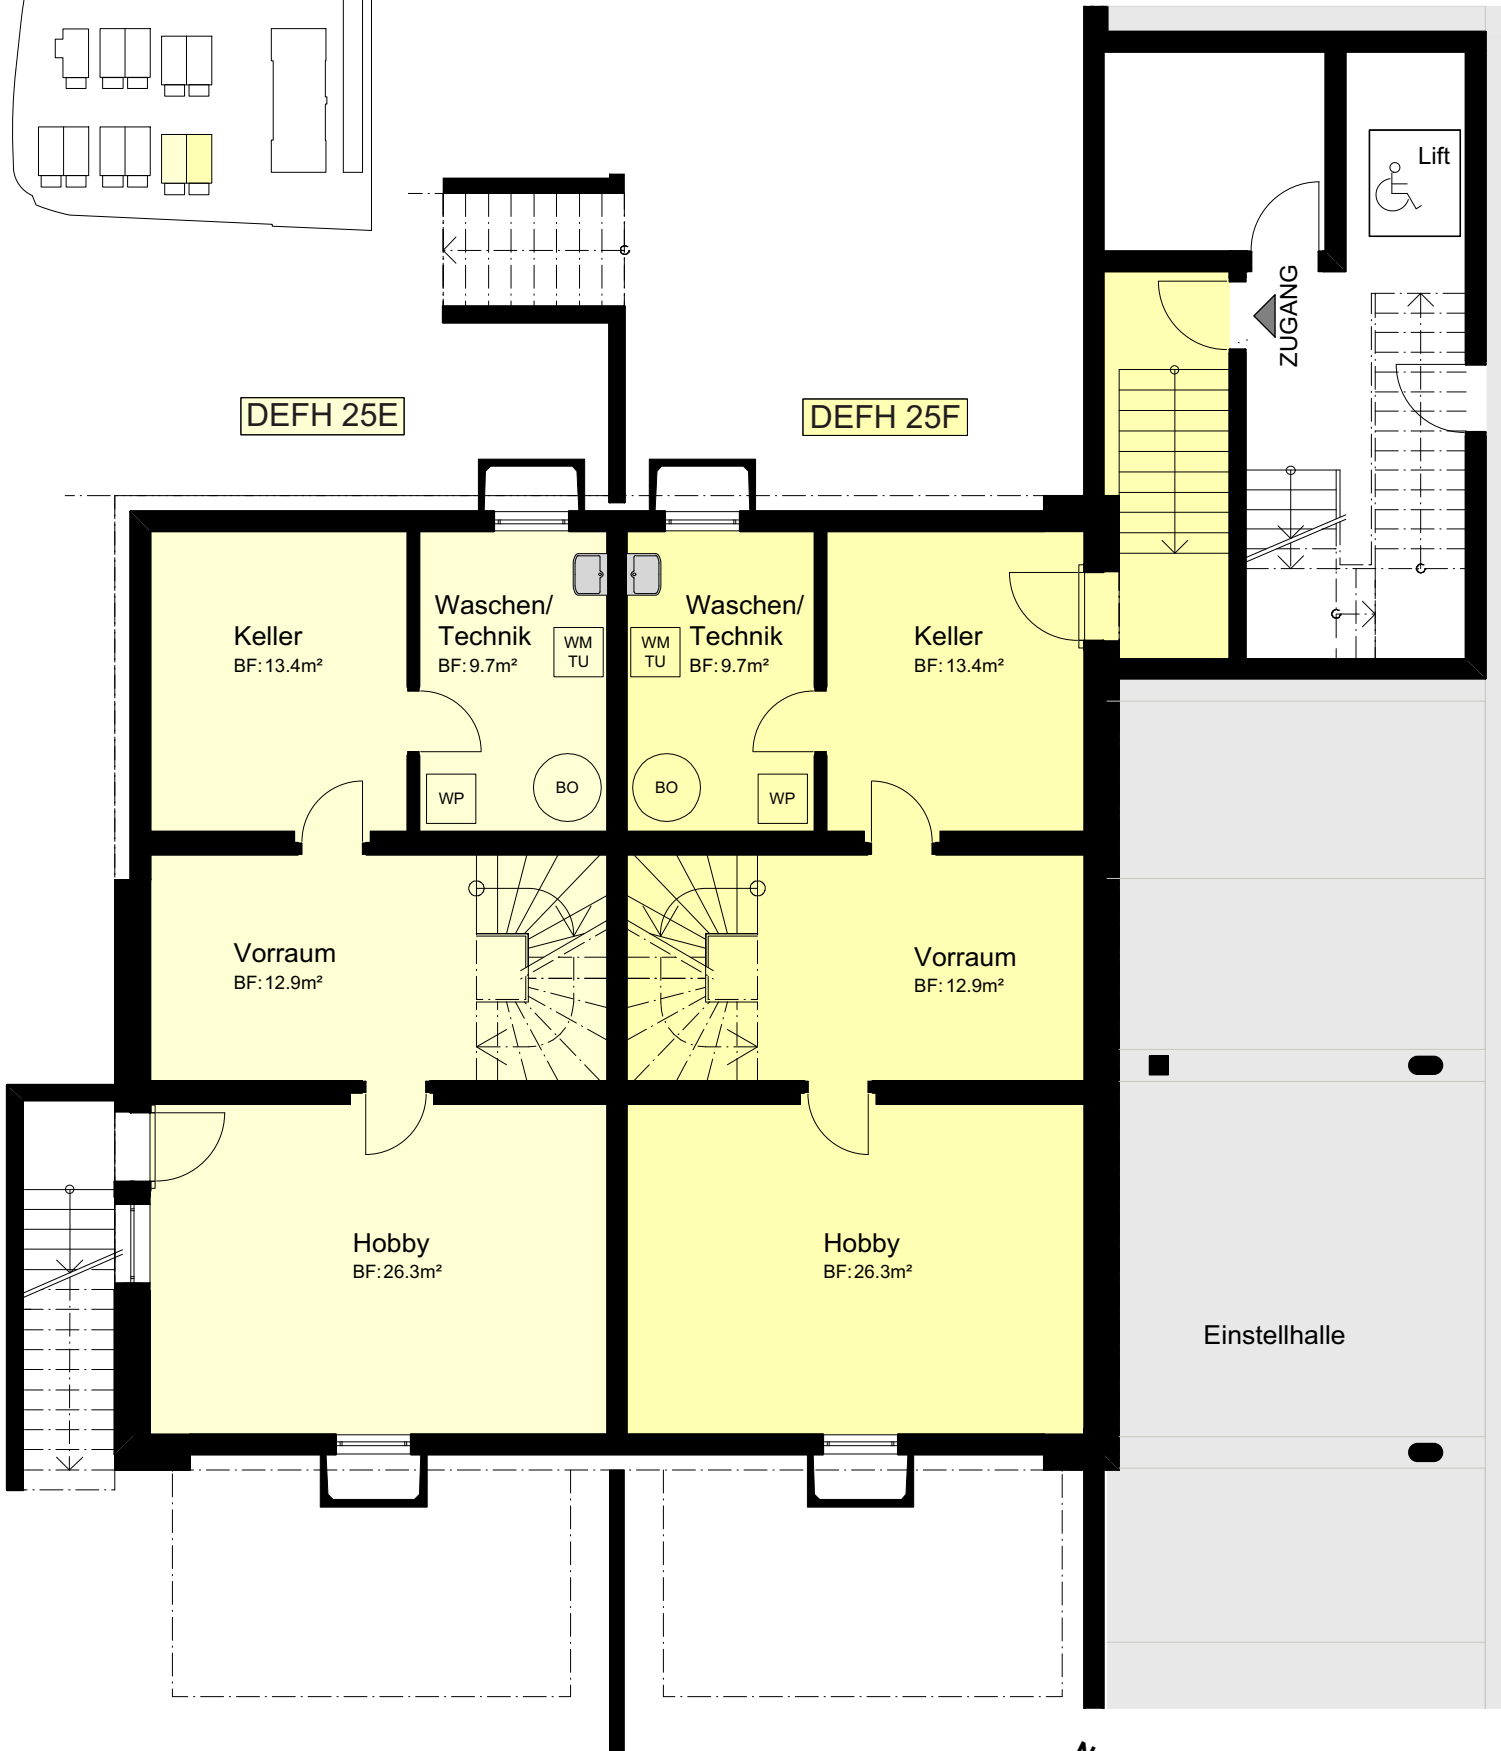 Lift
ZUGANG
DEFH 25E
DEFH 25F
Waschen/
Technik
BF: 9.7m²
Waschen/
Technik
BF: 9.7m²
Keller
BF: 13.4m²
WM
TU
WM
TU
Keller
BF: 13.4m²
WP
BO
BO
WP
Vorraum
BF: 12.9m²
Vorraum
BF: 12.9m²
Hobby
BF: 26.3m²
Hobby
BF: 26.3m²
Einstellhalle